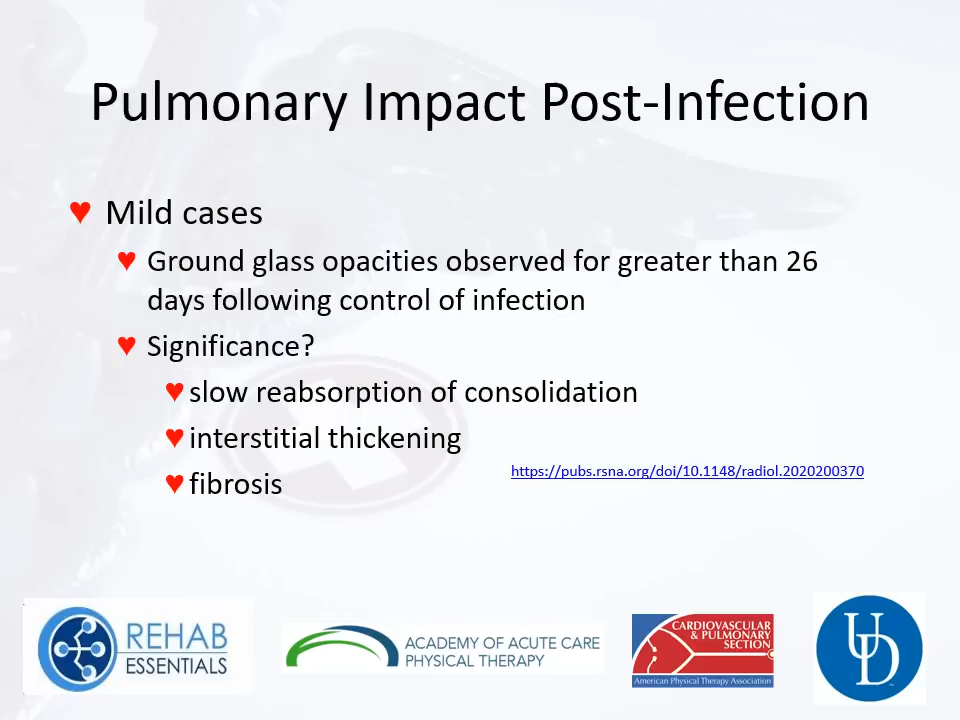 Pulmonary Impact Post-Infection
♥ Mild cases
♥ Ground glass opacities observed for greater than 26
days following control of infection
♥ Significance?
♥ slow reabsorption of consolidation
♥ interstitial thickening
♥ fibrosis
https://pubs.rsna.org/doi/10.1148/radiol.2020200370
REHAB
ESSENTIALS
ACADEMY OF ACUTE CARE
PHYSICAL THERAPY
CARDIOVASCULAR
& PULMONARY
SECTION
American Physical Therapy Association
UD